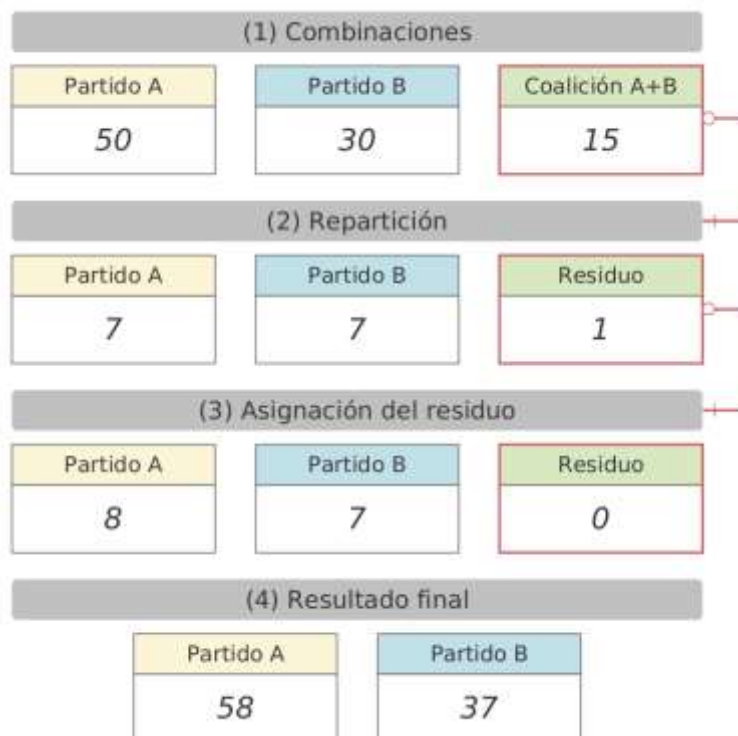 (1) Combinaciones
Partido A
Partido B
Coalición A+B
50
30
15
(2) Repartición
Partido A
Partido B
Residuo
7
7
1
(3) Asignación del residuo
Partido A
Partido B
Residuo
8
7
0
(4) Resultado final
Partido A
Partido B
58
37